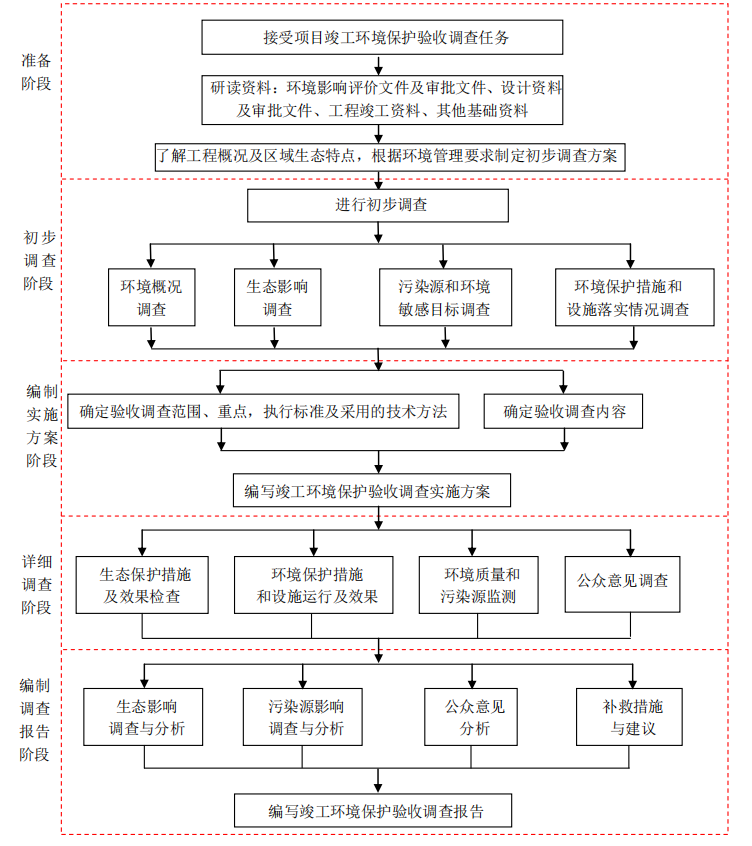 准备
阶段
接受项目竣工环境保护验收调查任务
研读资料：环境影响评价文件及审批文件、设计资料
及审批文件、工程竣工资料、其他基础资料
了解工程概况及区域生态特点，根据环境管理要求制定初步调查方案
初步
调查
阶段
进行初步调查
环境概况
调查
生态影响
调查
污染源和环境
敏感目标调查
环境保护措施和
设施落实情况调查
编制
实施
方案
阶段
确定验收调查范围、重点，执行标准及采用的技术方法
确定验收调查内容
编写竣工环境保护验收调查实施方案
详细
调查
阶段
生态保护措施
及效果检查
环境保护措施
和设施运行及效果
环境质量和
污染源监测
公众意见调查
编制
调查
报告
阶段
生态影响
调查与分析
污染源影响
调查与分析
公众意见
分析
补救措施
与建议
编写竣工环境保护验收调查报告